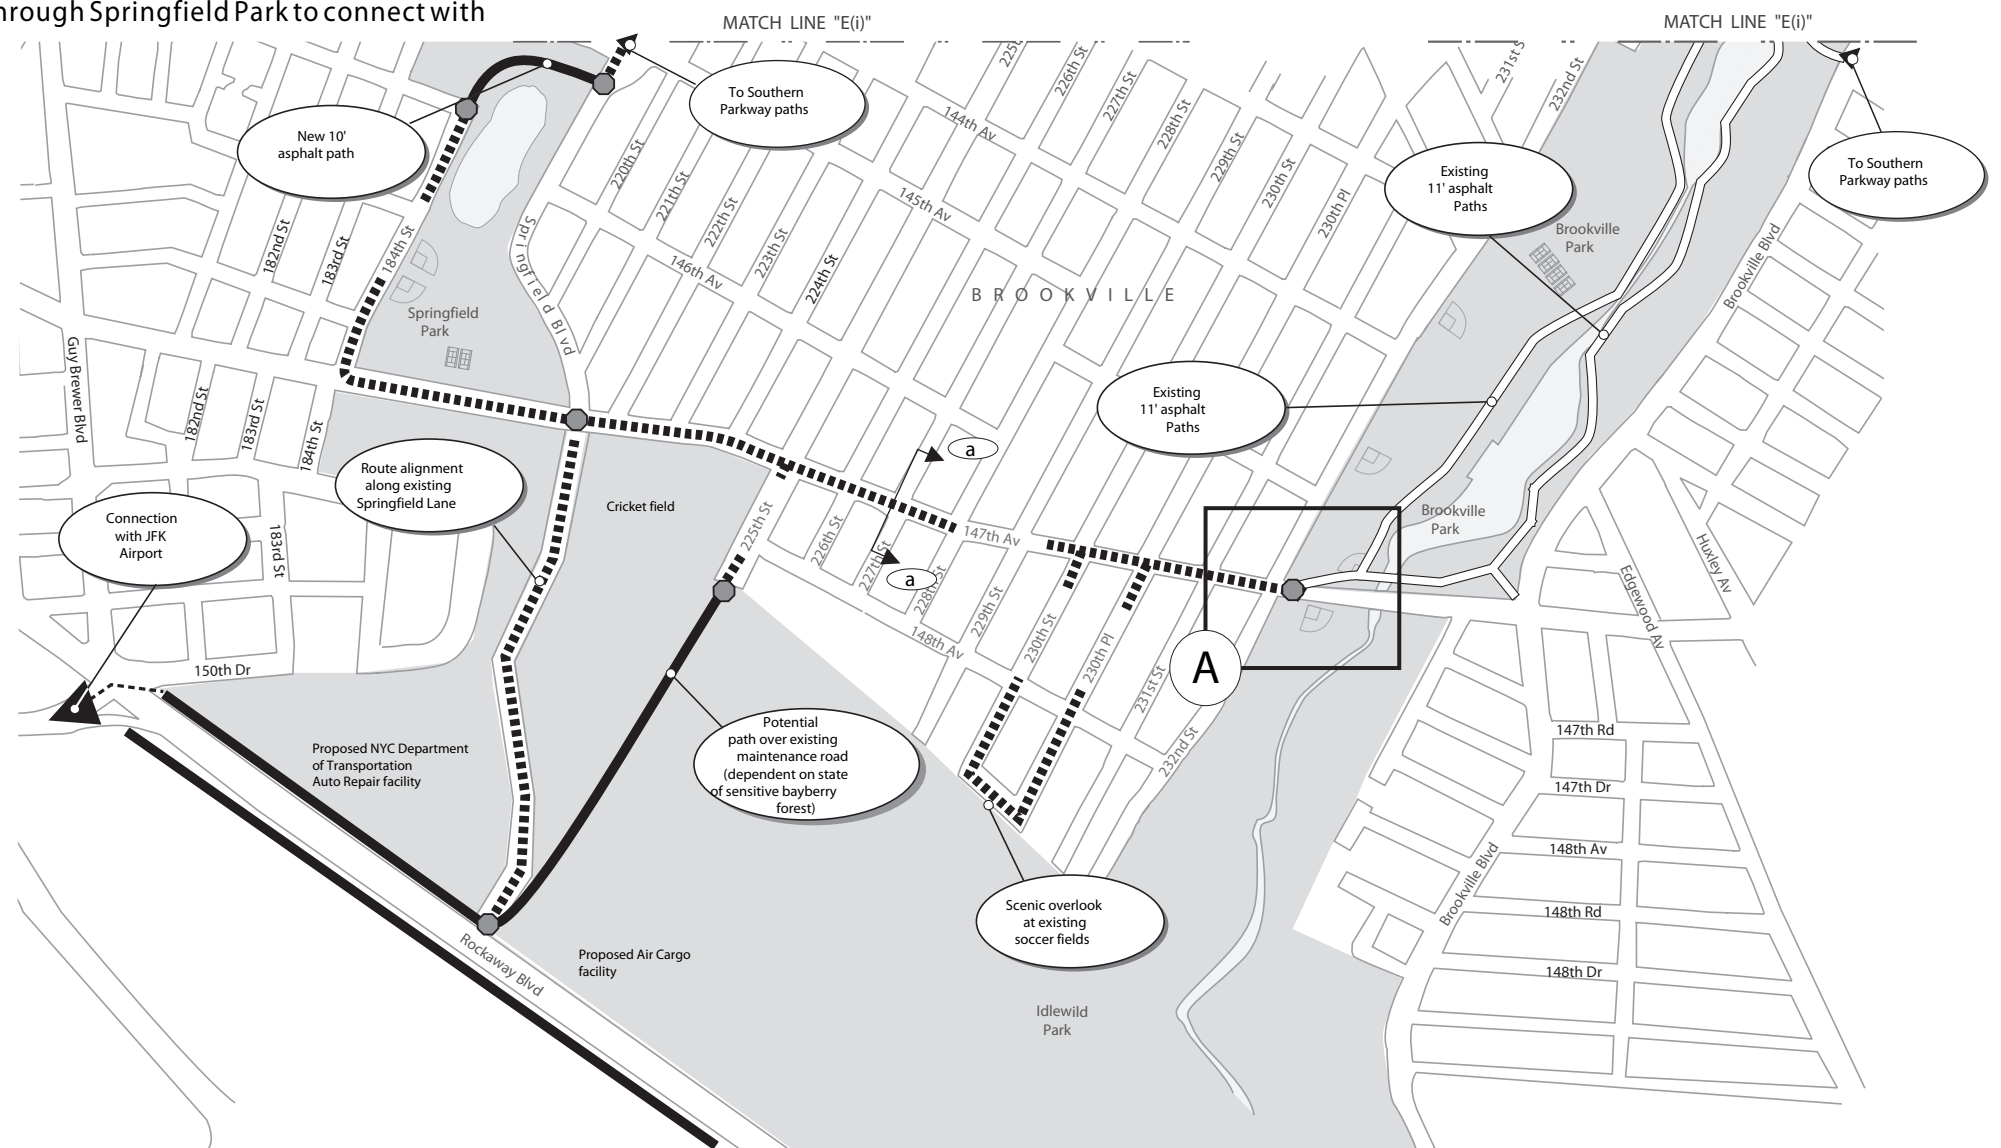 hrough Springfield Park to connect with
MATCH LINE "E(i)"
MATCH LINE "E(i)"
To Southern
Parkway paths
New 10'
asphalt path
Existing
11' asphalt
Paths
To Southern
Parkway paths
225t
226th St
227th St
228th St
229th St
230th St
230th Pl
231st S
232nd St
144th Av
145th Av
146th Av
220th St
221th St
222th St
223th St
224th St
182nd St
183rd St
184th St
Springfield Blvd
Springfield
Park
BROOKVILLE
Brookville
Park
Brookville Blvd
Guy Brewer Blvd
182nd St
183rd St
184th St
Existing
11' asphalt
Paths
Route alignment
along existing
Springfield Lane
Cricket field
a
a
Connection
with JFK
Airport
183rd St
225th St
226th St
227th St
228th St
229th St
147th Av
148th Av
230th St
230th Pl
231st St
232nd St
Brookville
Park
Huxley Av
Edgewood Av
A
150th Dr
Proposed NYC Department
of Transportation
Auto Repair facility
Potential
path over existing
maintenance road
(dependent on state
of sensitive bayberry
forest)
147th Rd
147th Dr
148th Av
148th Rd
148th Dr
Brookville Blvd
Scenic overlook
at existing
soccer fields
Rockaway Blvd
Proposed Air Cargo
facility
Idlewild
Park